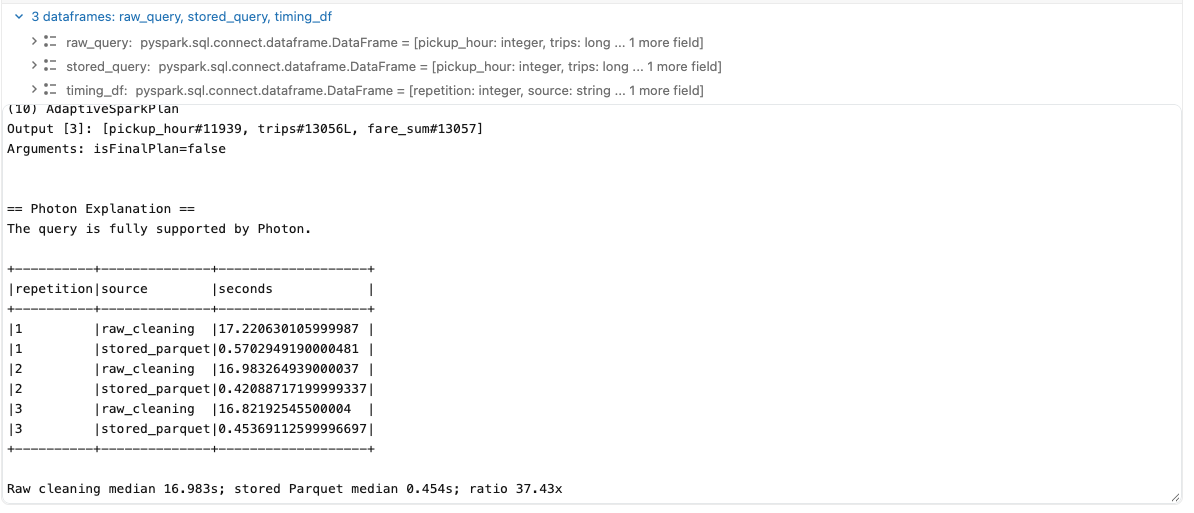 3 dataframes: raw_query, stored_query, timing_df
raw_query: pyspark.sql.connect.dataframe.DataFrame = [pickup_hour: integer, trips: long ... 1 more field]
stored_query: pyspark.sql.connect.dataframe.DataFrame = [pickup_hour: integer, trips: long ... 1 more field]
timing_df: pyspark.sql.connect.dataframe.DataFrame = [repetition: integer, source: string ... 1 more field]
(10) AdaptiveSparkPlan
Output [3]: [pickup_hour#11939, trips#13056L, fare_sum#13057]
Arguments: isFinalPlan=false
== Photon Explanation ==
The query is fully supported by Photon.
+----------+--------------+-------------------+
|repetition|source        |seconds            |
+----------+--------------+-------------------+
|1         |raw_cleaning  |17.220630105999987 |
|1         |stored_parquet|0.5702949190000481 |
|2         |raw_cleaning  |16.983264939000037 |
|2         |stored_parquet|0.42088717199999337|
|3         |raw_cleaning  |16.82192545500004  |
|3         |stored_parquet|0.45369112599996697|
+----------+--------------+-------------------+
Raw cleaning median 16.983s; stored Parquet median 0.454s; ratio 37.43x